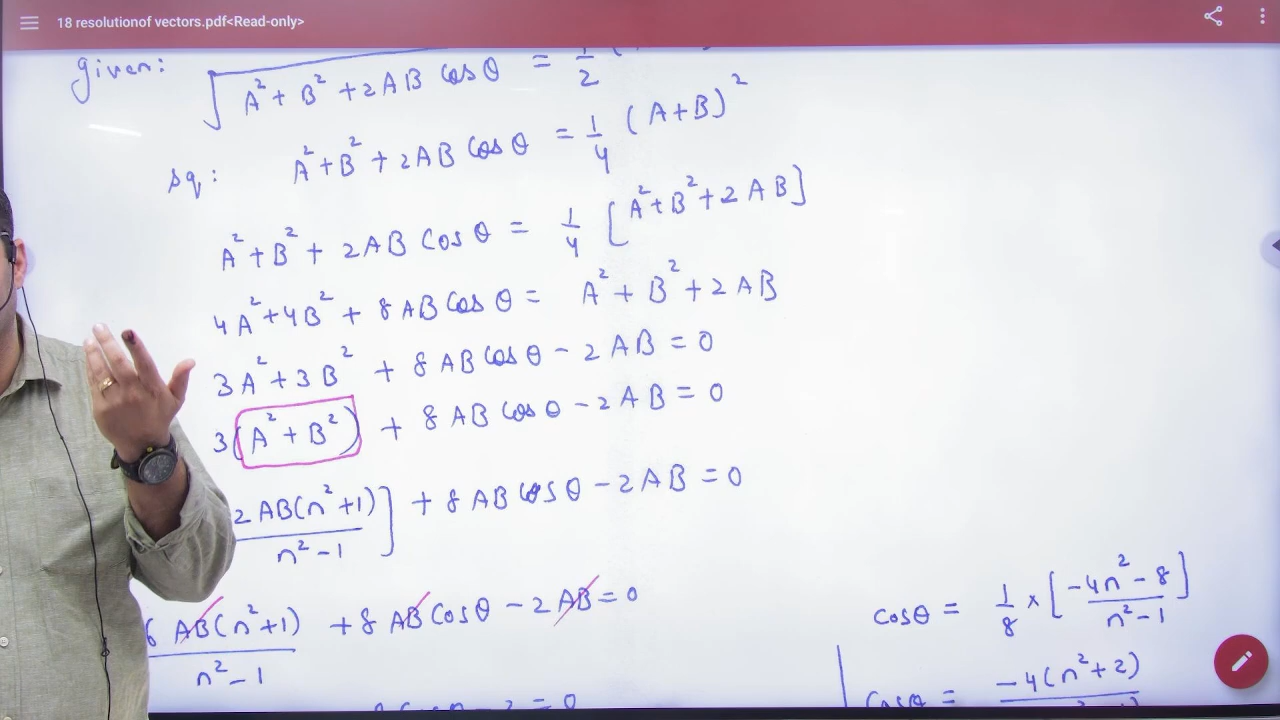 18 resolutionof vectors.pdf<Read-only>
given: √(A² + B² + 2AB cos θ) = 1/2
sq: A² + B² + 2AB cos θ = 1/4 (A+B)²
A² + B² + 2AB cos θ = 1/4 [A² + B² + 2AB]
4A² + 4B² + 8AB cos θ = A² + B² + 2AB
3A² + 3B² + 8AB cos θ - 2AB = 0
3(A² + B²) + 8AB cos θ - 2AB = 0
2AB(n²+1)/(n²-1)] + 8AB cos θ - 2AB = 0
6AB(n²+1)/(n²-1) + 8AB cos θ - 2AB = 0
cos θ = 1/8 × [(-4n² - 8)/(n² - 1)]
cos θ = -4(n²+2)